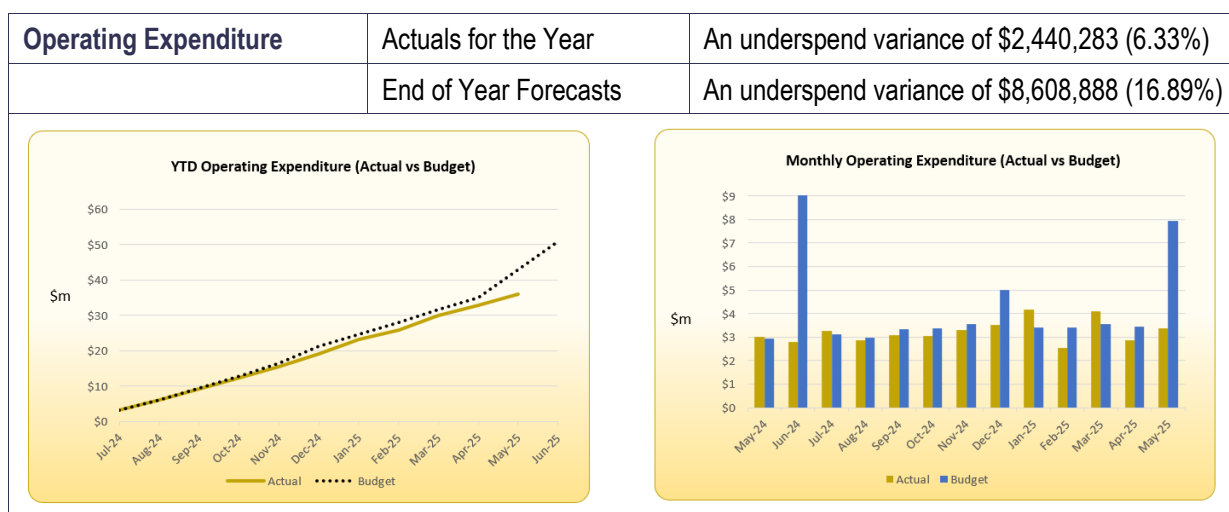 Operating Expenditure Actuals for the Year An underspend variance of $2,440,283 (6.33%)
End of Year Forecasts An underspend variance of $8,608,888 (16.89%)
YTD Operating Expenditure (Actual vs Budget)
$60
$50
$40
$m
$30
$20
$10
$0
Jul-24 Aug-24 Sep-24 Oct-24 Nov-24 Dec-24 Jan-25 Feb-25 Mar-25 Apr-25 May-25 Jun-25
Actual Budget
Monthly Operating Expenditure (Actual vs Budget)
$9
$8
$7
$6
$5
$4
$m
$3
$2
$1
$0
May-24 Jun-24 Jul-24 Aug-24 Sep-24 Oct-24 Nov-24 Dec-24 Jan-25 Feb-25 Mar-25 Apr-25 May-25
Actual Budget